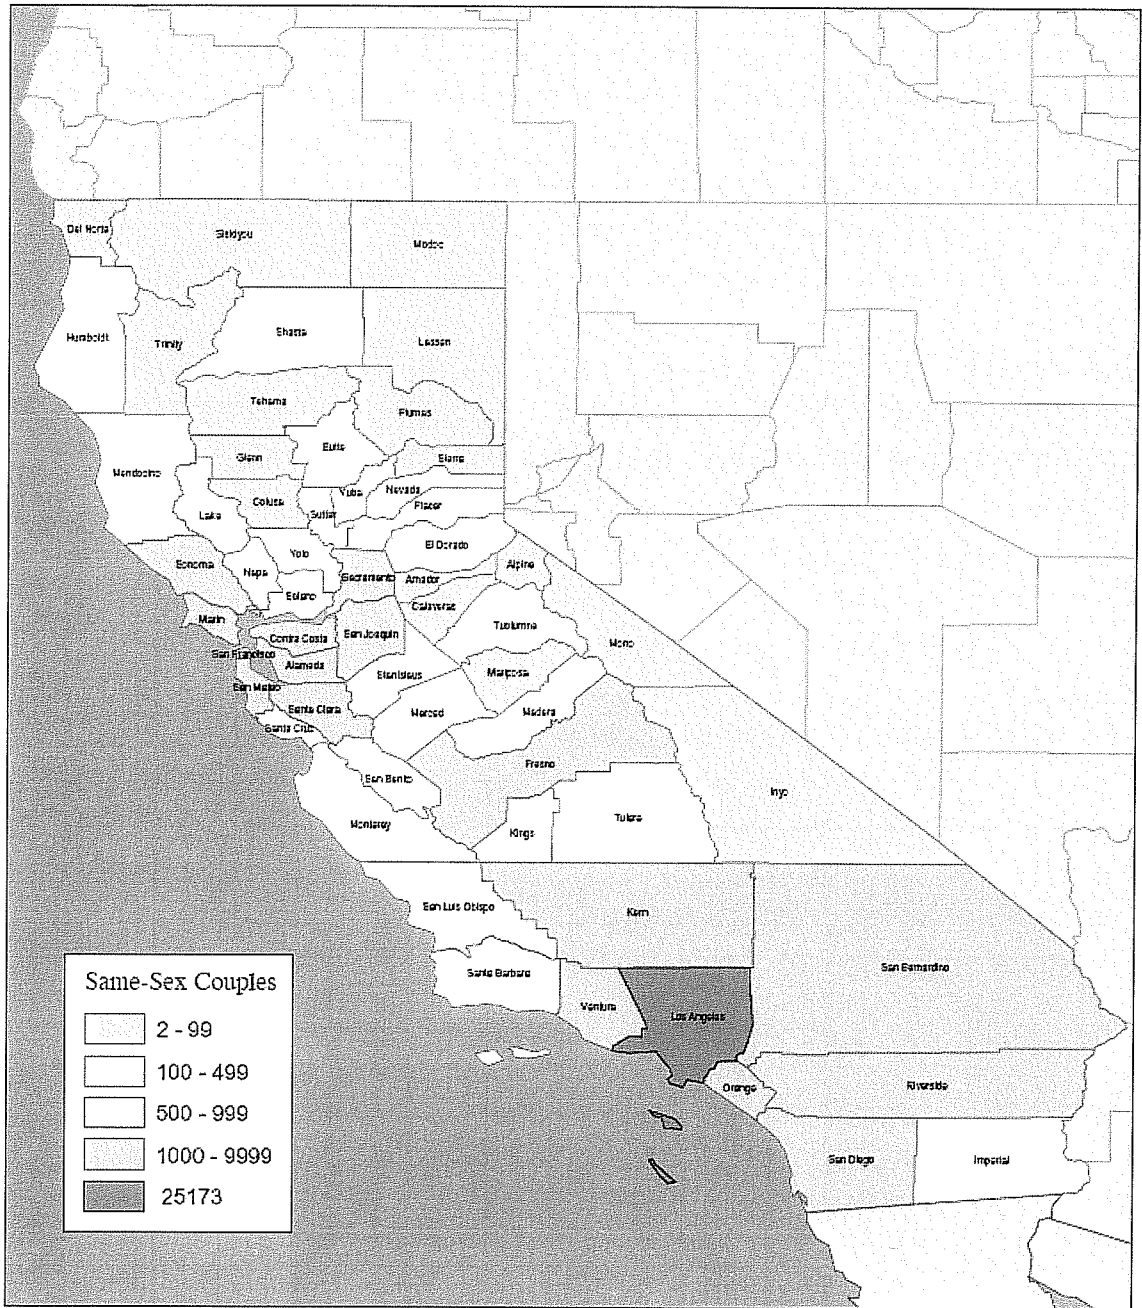 Del Norte
Siskiyou
Modoc
Humboldt
Trinity
Shasta
Lassen
Tehama
Plumas
Mendocino
Glenn
Butte
Sierra
Lake
Colusa
Sutter
Yuba
Nevada
Placer
Sonoma
Napa
Yolo
El Dorado
Alpine
Sacramento
Amador
Solano
Calaveras
Marin
Contra Costa
San Joaquin
Tuolumne
Mono
San Francisco
Alameda
Stanislaus
Mariposa
San Mateo
Santa Clara
Merced
Madera
Santa Cruz
San Benito
Fresno
Inyo
Monterey
Kings
Tulare
San Luis Obispo
Kern
San Bernardino
Santa Barbara
Ventura
Los Angeles
Orange
Riverside
San Diego
Imperial
Same-Sex Couples
2 - 99
100 - 499
500 - 999
1000 - 9999
25173